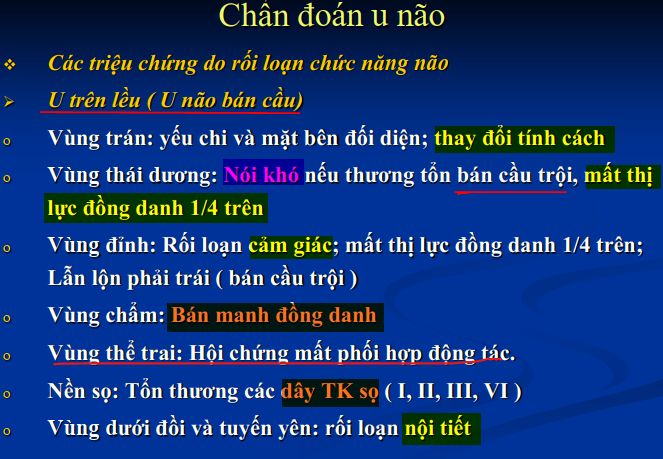 Chẩn đoán u não
Các triệu chứng do rối loạn chức năng não
U trên lều ( U não bán cầu)
Vùng trán: yếu chi và mặt bên đối diện; thay đổi tính cách
Vùng thái dương: Nói khó nếu thương tổn bán cầu trội, mất thị
lực đồng danh 1/4 trên
Vùng đỉnh: Rối loạn cảm giác; mất thị lực đồng danh 1/4 trên;
Lẫn lộn phải trái ( bán cầu trội )
Vùng chẩm: Bán manh đồng danh
Vùng thể trai: Hội chứng mất phối hợp động tác.
Nền sọ: Tổn thương các dây TK sọ ( I, II, III, VI )
Vùng dưới đồi và tuyến yên: rối loạn nội tiết